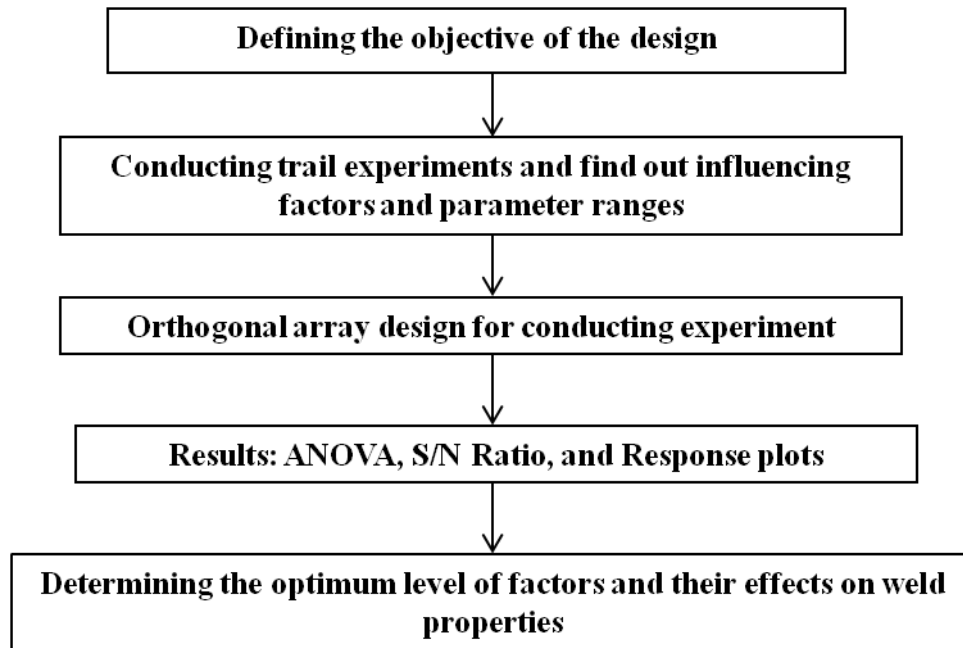 Defining the objective of the design
Conducting trail experiments and find out influencing
factors and parameter ranges
Orthogonal array design for conducting experiment
Results: ANOVA, S/N Ratio, and Response plots
Determining the optimum level of factors and their effects on weld
properties